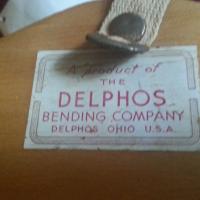 A product of
THE
DELPHOS
BENDING COMPANY
DELPHOS OHIO U.S.A.